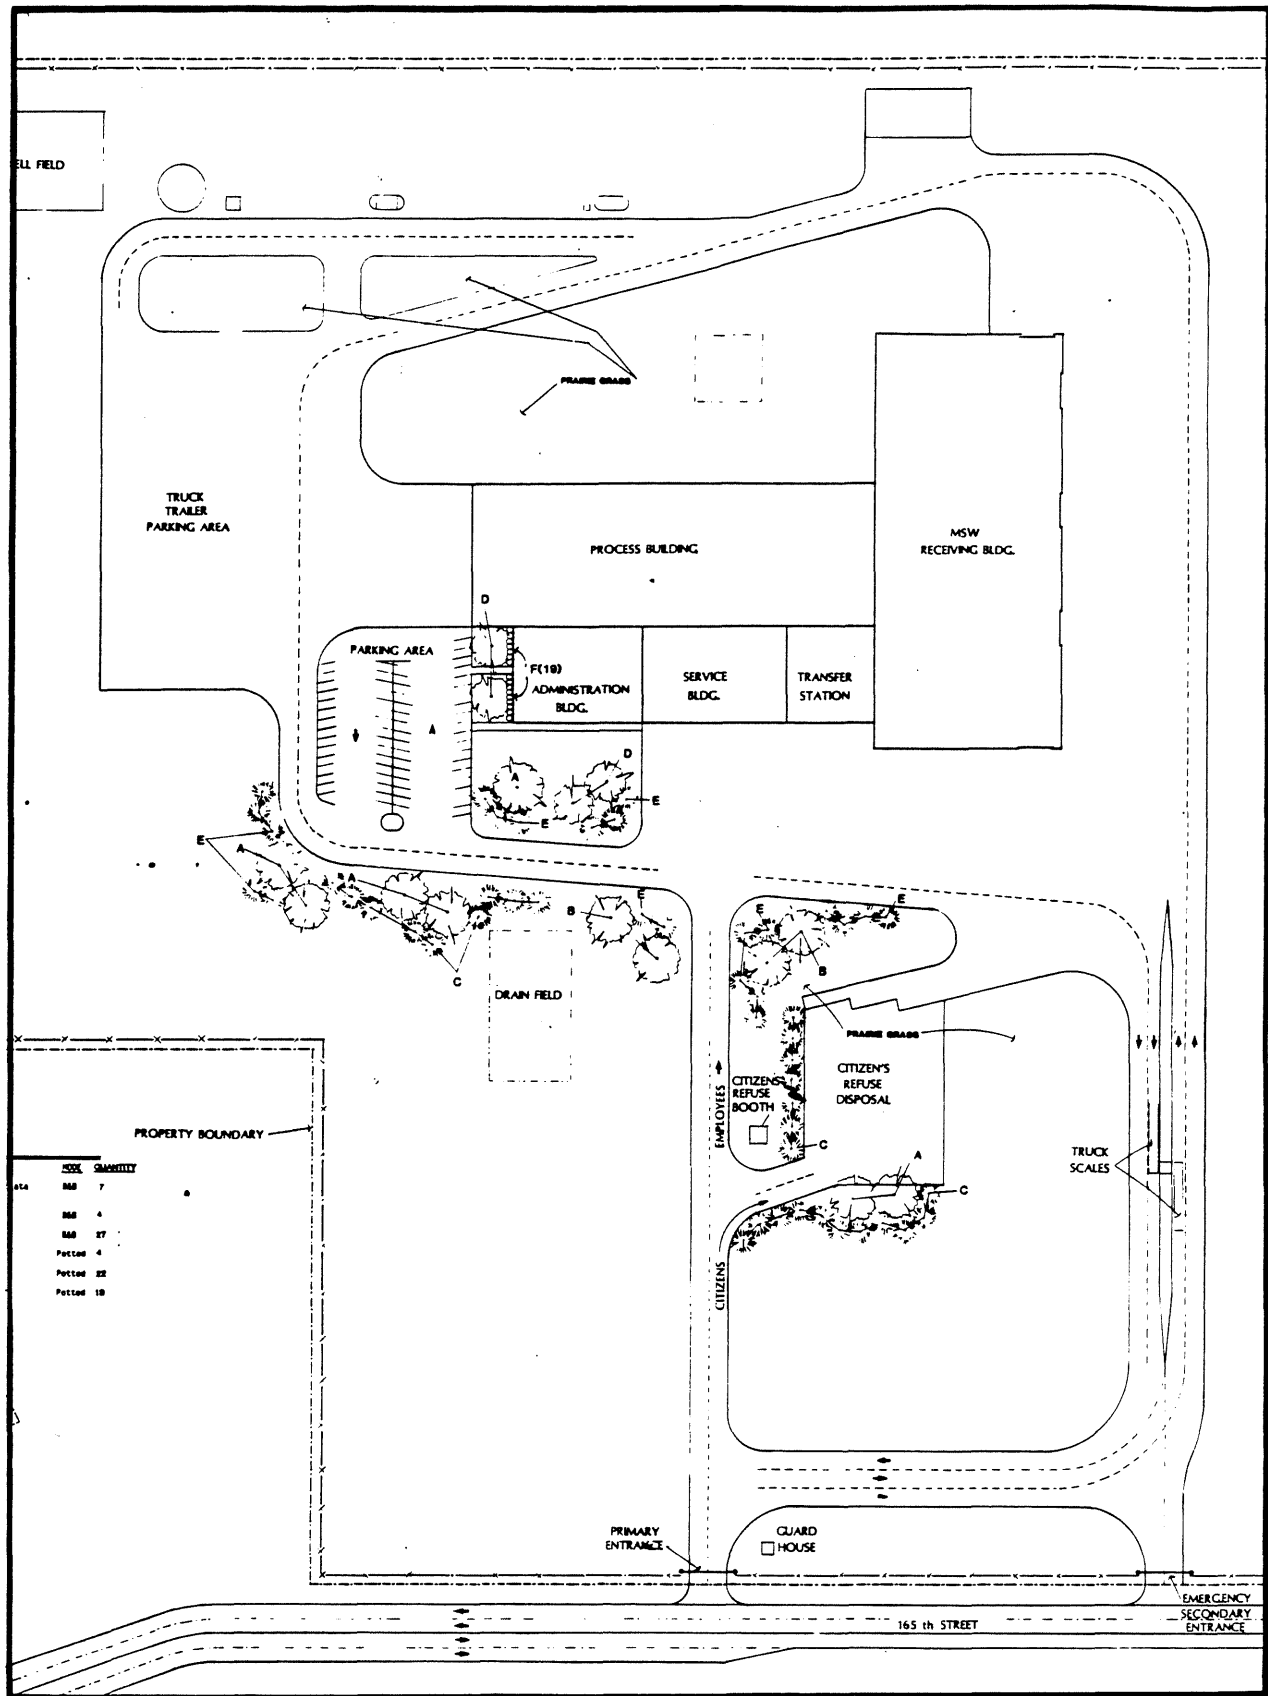 ELL FIELD
PRAIRIE GRASS
TRUCK
TRAILER
PARKING AREA
PROCESS BUILDING
MSW
RECEIVING BLDG.
D
PARKING AREA
F(19)
ADMINISTRATION
BLDG.
SERVICE
BLDG.
TRANSFER
STATION
A
D
E
E
E
A
A
B
E
C
E
E
B
DRAIN FIELD
PRAIRIE GRASS
CITIZEN'S
REFUSE
DISPOSAL
CITIZENS
REFUSE
BOOTH
EMPLOYEES
C
PROPERTY BOUNDARY
A
C
TRUCK
SCALES
CITIZENS
QUANTITY
B&B 7
B&B 4
B&B 27
Potted 4
Potted 22
Potted 19
PRIMARY
ENTRANCE
GUARD
HOUSE
165 th STREET
EMERGENCY
SECONDARY
ENTRANCE